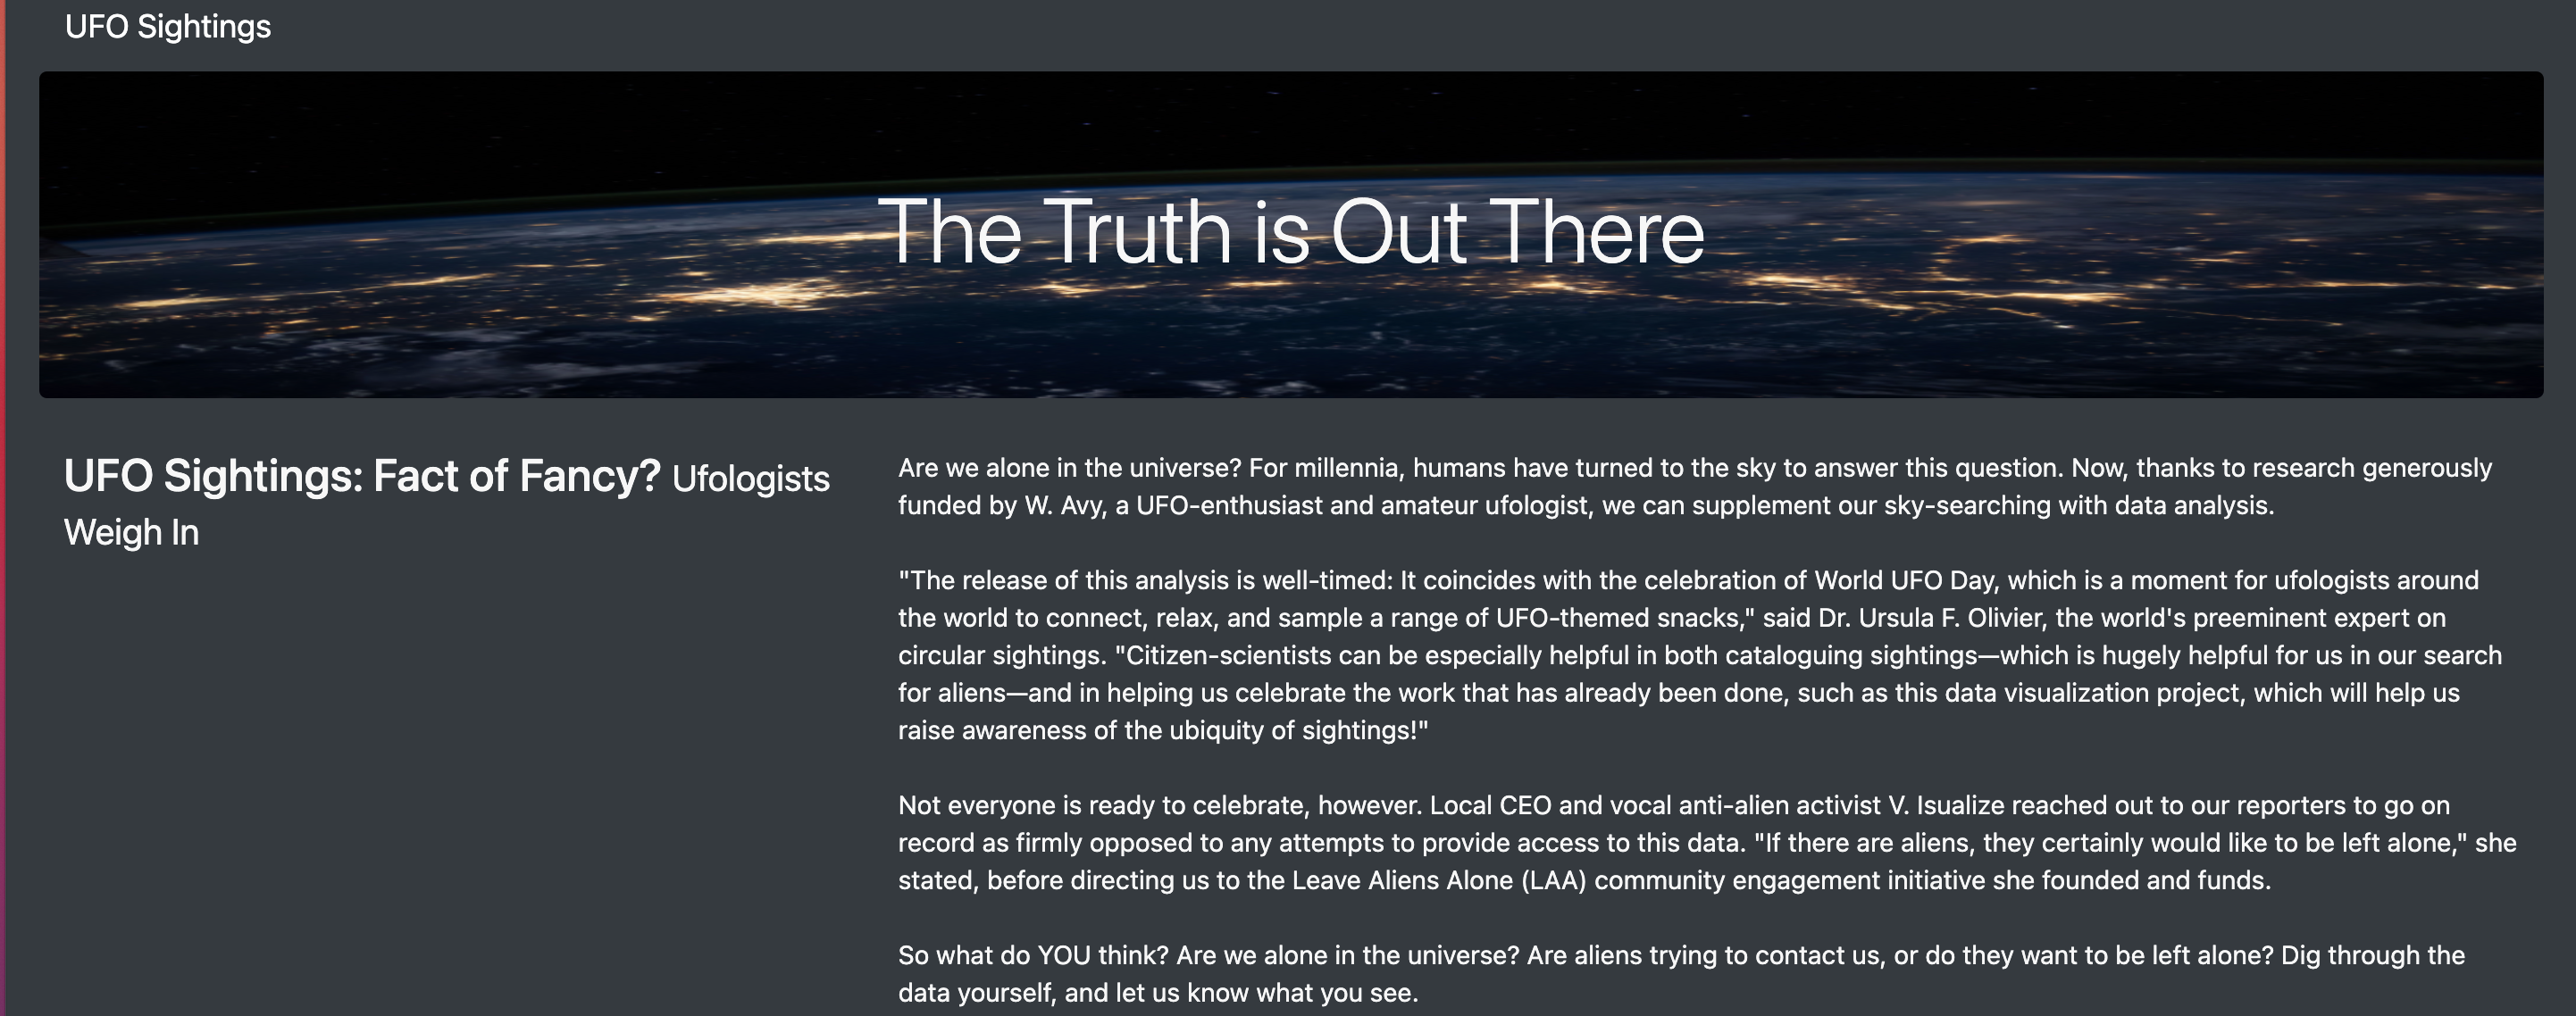 UFO Sightings
The Truth is Out There
UFO Sightings: Fact of Fancy? Ufologists
Weigh In
Are we alone in the universe? For millennia, humans have turned to the sky to answer this question. Now, thanks to research generously
funded by W. Avy, a UFO-enthusiast and amateur ufologist, we can supplement our sky-searching with data analysis.
"The release of this analysis is well-timed: It coincides with the celebration of World UFO Day, which is a moment for ufologists around
the world to connect, relax, and sample a range of UFO-themed snacks," said Dr. Ursula F. Olivier, the world's preeminent expert on
circular sightings. "Citizen-scientists can be especially helpful in both cataloguing sightings—which is hugely helpful for us in our search
for aliens—and in helping us celebrate the work that has already been done, such as this data visualization project, which will help us
raise awareness of the ubiquity of sightings!"
Not everyone is ready to celebrate, however. Local CEO and vocal anti-alien activist V. Isualize reached out to our reporters to go on
record as firmly opposed to any attempts to provide access to this data. "If there are aliens, they certainly would like to be left alone," she
stated, before directing us to the Leave Aliens Alone (LAA) community engagement initiative she founded and funds.
So what do YOU think? Are we alone in the universe? Are aliens trying to contact us, or do they want to be left alone? Dig through the
data yourself, and let us know what you see.